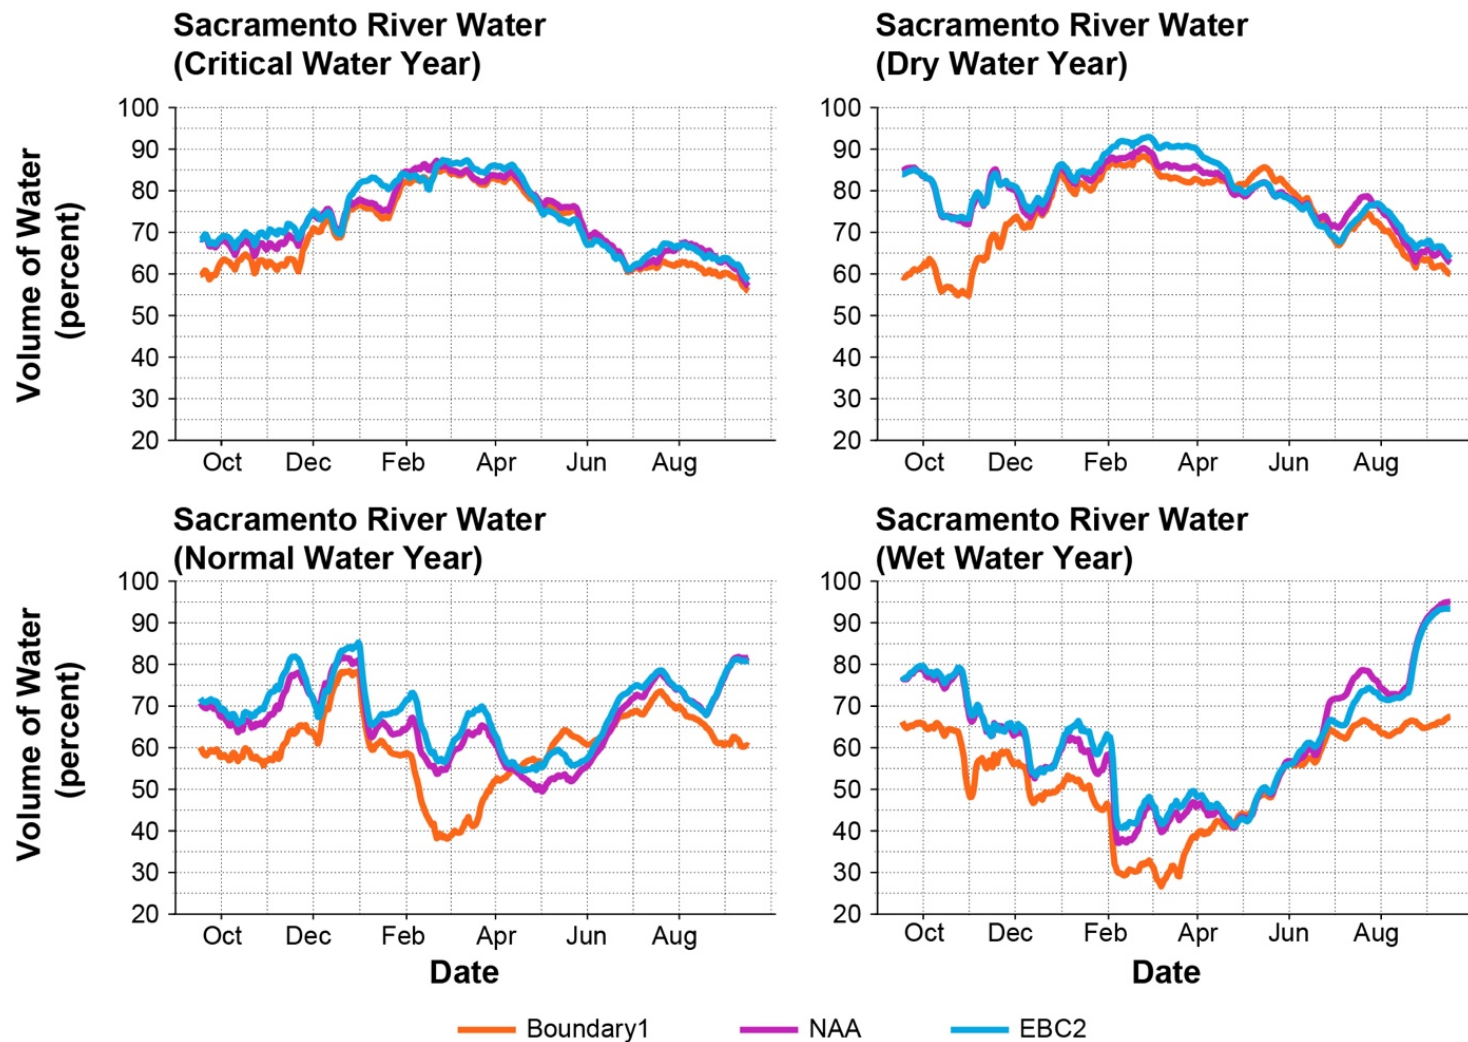 Sacramento River Water
(Critical Water Year)
Volume of Water
(percent)
100
90
80
70
60
50
40
30
20
Oct Dec Feb Apr Jun Aug
Sacramento River Water
(Dry Water Year)
100
90
80
70
60
50
40
30
20
Oct Dec Feb Apr Jun Aug
Sacramento River Water
(Normal Water Year)
Volume of Water
(percent)
100
90
80
70
60
50
40
30
20
Oct Dec Feb Apr Jun Aug
Date
Sacramento River Water
(Wet Water Year)
100
90
80
70
60
50
40
30
20
Oct Dec Feb Apr Jun Aug
Date
Boundary1 NAA EBC2